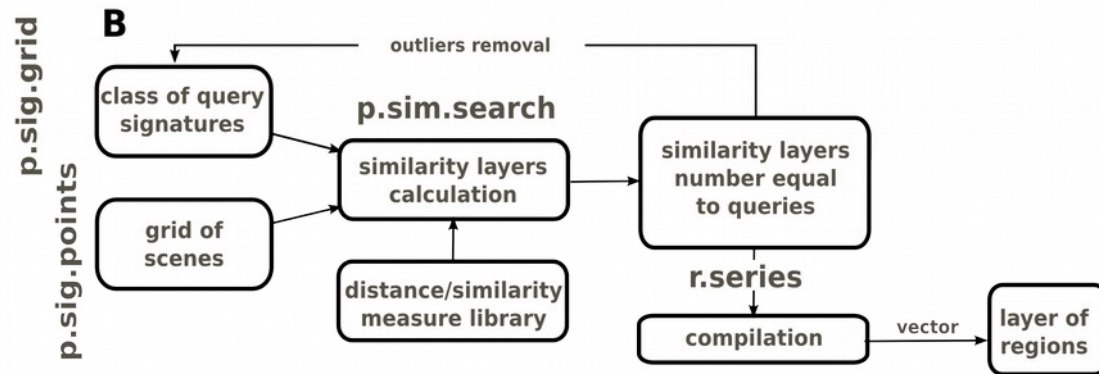 B
p.sig.grid
outliers removal
class of query
signatures
p.sim.search
similarity layers
calculation
similarity layers
number equal
to queries
p.sig.points
grid of
scenes
distance/similarity
measure library
r.series
compilation
vector
layer of
regions